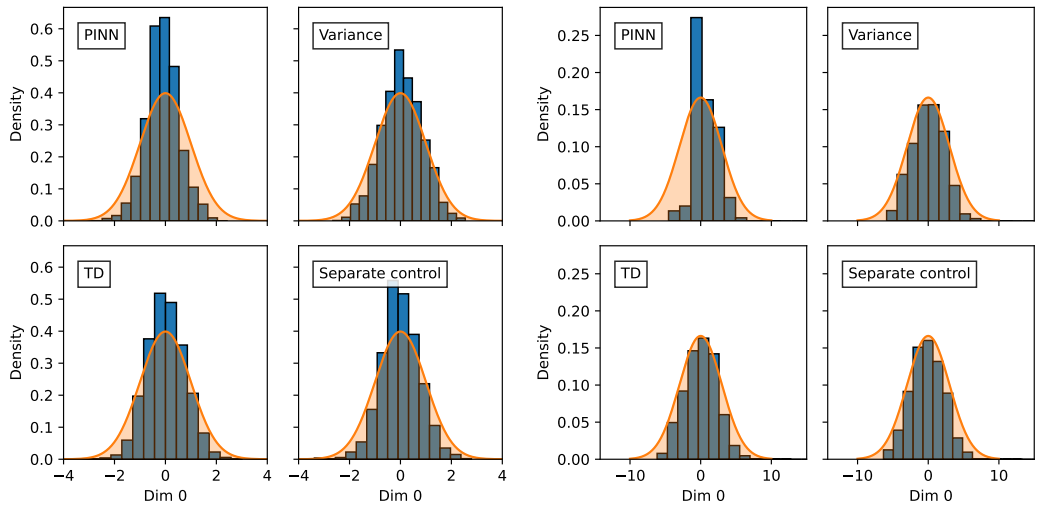 PINN
Variance
PINN
Variance
Density
0.6
0.5
0.4
0.3
0.2
0.1
0.0
Density
0.25
0.20
0.15
0.10
0.05
0.00
TD
Separate control
TD
Separate control
Density
0.6
0.5
0.4
0.3
0.2
0.1
0.0
Density
0.25
0.20
0.15
0.10
0.05
0.00
−4 −2 0 2 4
−4 −2 0 2 4
−10 0 10
−10 0 10
Dim 0
Dim 0
Dim 0
Dim 0